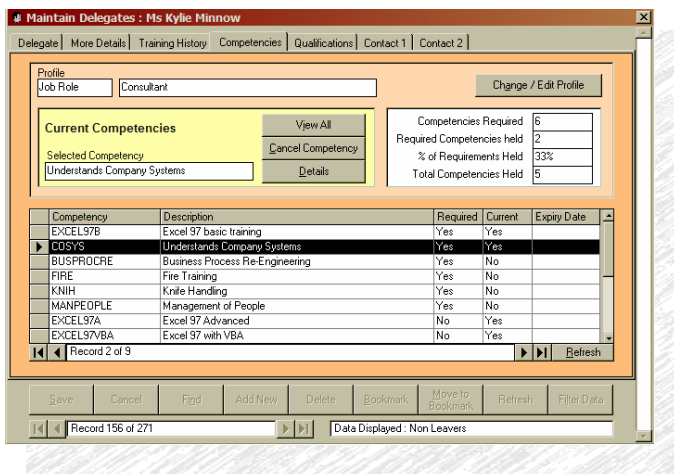 Maintain Delegates : Ms Kylie Minnow
Delegate More Details Training History Competencies Qualifications Contact 1 Contact 2
Profile
Job Role Consultant Change / Edit Profile
Current Competencies
View All
Cancel Competency
Details
Selected Competency
Understands Company Systems
Competencies Required 6
Required Competencies held 2
% of Requirements Held 33%
Total Competencies Held 5
Competency Description Required Current Expiry Date
EXCEL97B Excel 97 basic training Yes Yes
COSYS Understands Company Systems Yes Yes
BUSPROCRE Business Process Re-Engineering Yes No
FIRE Fire Training Yes No
KNIH Knife Handling Yes No
MANPEOPLE Management of People Yes No
EXCEL97A Excel 97 Advanced No Yes
EXCEL97VBA Excel 97 with VBA No Yes
Record 2 of 9 Refresh
Save Cancel Find Add New Delete Bookmark Move to Bookmark Refresh Filter Data
Record 156 of 271 Data Displayed : Non Leavers